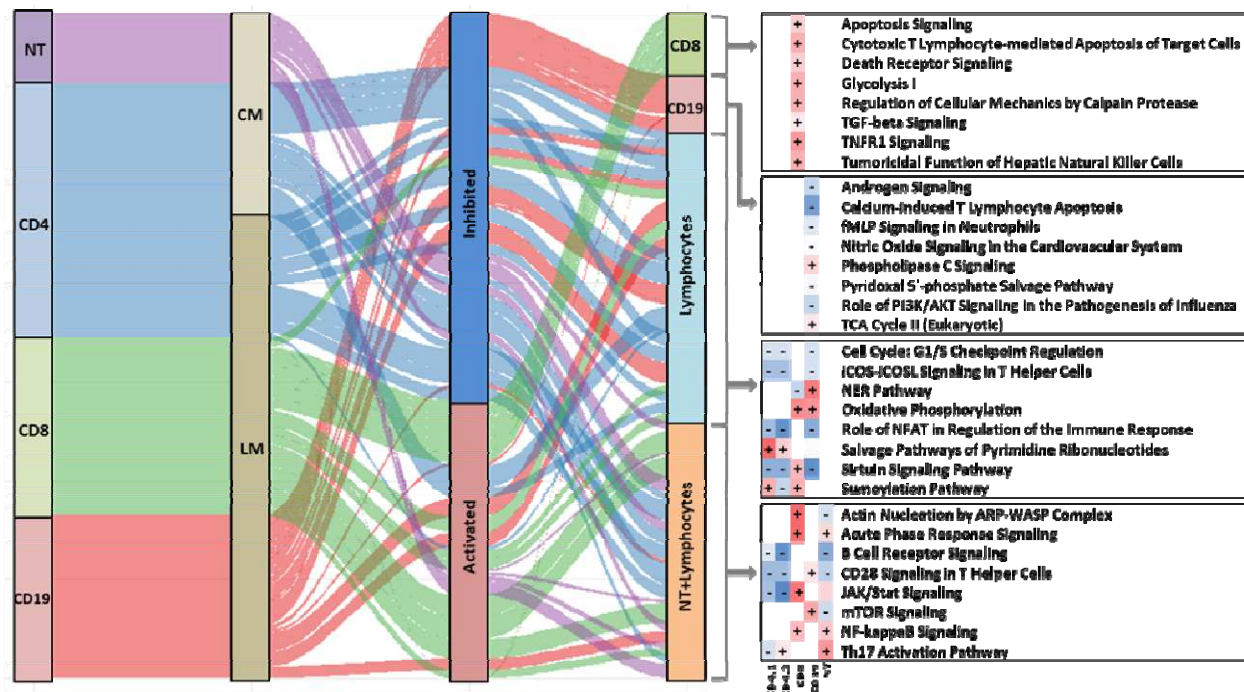 NT
CD4
CD8
CD19
CM
LM
Inhibited
Activated
CD8
CD19
Lymphocytes
NT+Lymphocytes
+ Apoptosis Signaling
+ Cytotoxic T Lymphocyte-mediated Apoptosis of Target Cells
+ Death Receptor Signaling
+ Glycolysis I
+ Regulation of Cellular Mechanics by Calpain Protease
+ TGF-beta Signaling
+ TNFR1 Signaling
+ Tumoricidal Function of Hepatic Natural Killer Cells
- Androgen Signaling
- Calcium-induced T Lymphocyte Apoptosis
- fMLP Signaling in Neutrophils
- Nitric Oxide Signaling in the Cardiovascular System
+ Phospholipase C Signaling
- Pyridoxal 5'-phosphate Salvage Pathway
- Role of PI3K/AKT Signaling in the Pathogenesis of Influenza
+ TCA Cycle II (Eukaryotic)
- - - Cell Cycle: G1/S Checkpoint Regulation
- - - iCOS-iCOSL Signaling in T Helper Cells
- + NER Pathway
+ + Oxidative Phosphorylation
- - - Role of NFAT in Regulation of the Immune Response
+ + Salvage Pathways of Pyrimidine Ribonucleotides
- - + - Sirtuin Signaling Pathway
+ - + Sumoylation Pathway
+ - Actin Nucleation by ARP-WASP Complex
+ + Acute Phase Response Signaling
- - - B Cell Receptor Signaling
- - + - CD28 Signaling in T Helper Cells
- - + JAK/Stat Signaling
+ - mTOR Signaling
+ + NF-kappaB Signaling
- + + Th17 Activation Pathway
CD4.1
CD4.2
CD8
CD19
NT